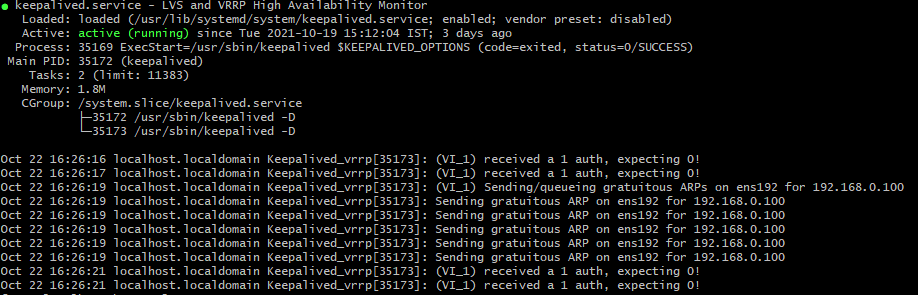 ● keepalived.service - LVS and VRRP High Availability Monitor
Loaded: loaded (/usr/lib/systemd/system/keepalived.service; enabled; vendor preset: disabled)
Active: active (running) since Tue 2021-10-19 15:12:04 IST; 3 days ago
Process: 35169 ExecStart=/usr/sbin/keepalived $KEEPALIVED_OPTIONS (code=exited, status=0/SUCCESS)
Main PID: 35172 (keepalived)
Tasks: 2 (limit: 11383)
Memory: 1.8M
CGroup: /system.slice/keepalived.service
├─35172 /usr/sbin/keepalived -D
└─35173 /usr/sbin/keepalived -D
Oct 22 16:26:16 localhost.localdomain Keepalived_vrrp[35173]: (VI_1) received a 1 auth, expecting 0!
Oct 22 16:26:17 localhost.localdomain Keepalived_vrrp[35173]: (VI_1) received a 1 auth, expecting 0!
Oct 22 16:26:19 localhost.localdomain Keepalived_vrrp[35173]: (VI_1) Sending/queueing gratuitous ARPs on ens192 for 192.168.0.100
Oct 22 16:26:19 localhost.localdomain Keepalived_vrrp[35173]: Sending gratuitous ARP on ens192 for 192.168.0.100
Oct 22 16:26:19 localhost.localdomain Keepalived_vrrp[35173]: Sending gratuitous ARP on ens192 for 192.168.0.100
Oct 22 16:26:19 localhost.localdomain Keepalived_vrrp[35173]: Sending gratuitous ARP on ens192 for 192.168.0.100
Oct 22 16:26:19 localhost.localdomain Keepalived_vrrp[35173]: Sending gratuitous ARP on ens192 for 192.168.0.100
Oct 22 16:26:19 localhost.localdomain Keepalived_vrrp[35173]: Sending gratuitous ARP on ens192 for 192.168.0.100
Oct 22 16:26:21 localhost.localdomain Keepalived_vrrp[35173]: (VI_1) received a 1 auth, expecting 0!
Oct 22 16:26:21 localhost.localdomain Keepalived_vrrp[35173]: (VI_1) received a 1 auth, expecting 0!